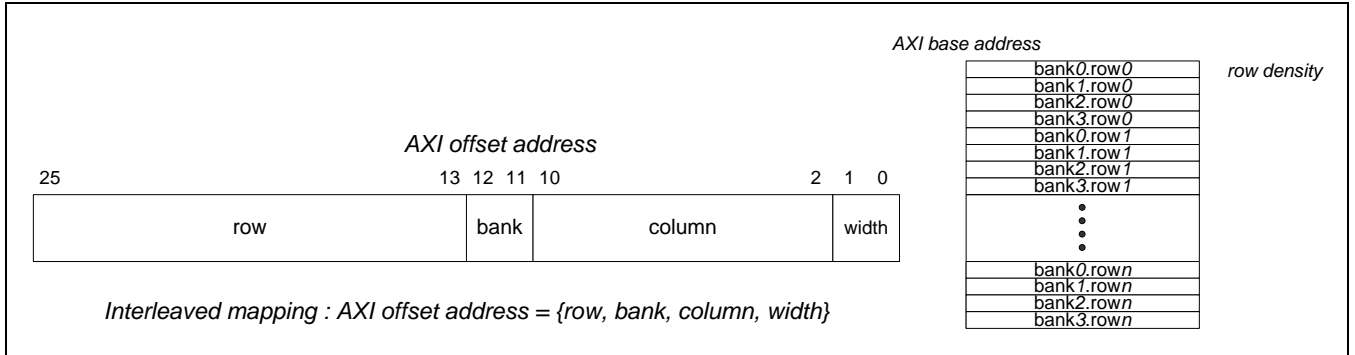 AXI base address
bank0.row0 row density
bank1.row0
bank2.row0
bank3.row0
bank0.row1
bank1.row1
bank2.row1
bank3.row1
bank0.rown
bank1.rown
bank2.rown
bank3.rown
AXI offset address
25 13 12 11 10 2 1 0
row bank column width
Interleaved mapping : AXI offset address = {row, bank, column, width}